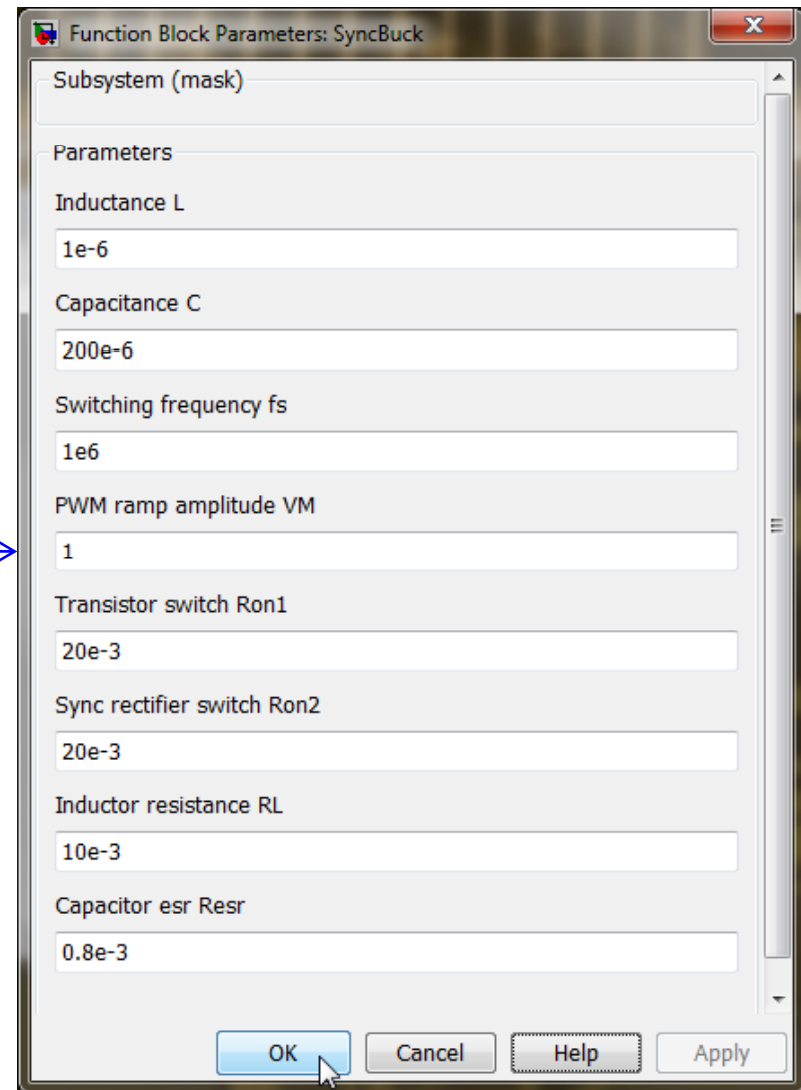 Function Block Parameters: SyncBuck
Subsystem (mask)
Parameters
Inductance L
1e-6
Capacitance C
200e-6
Switching frequency fs
1e6
PWM ramp amplitude VM
1
Transistor switch Ron1
20e-3
Sync rectifier switch Ron2
20e-3
Inductor resistance RL
10e-3
Capacitor esr Resr
0.8e-3
OK
Cancel
Help
Apply